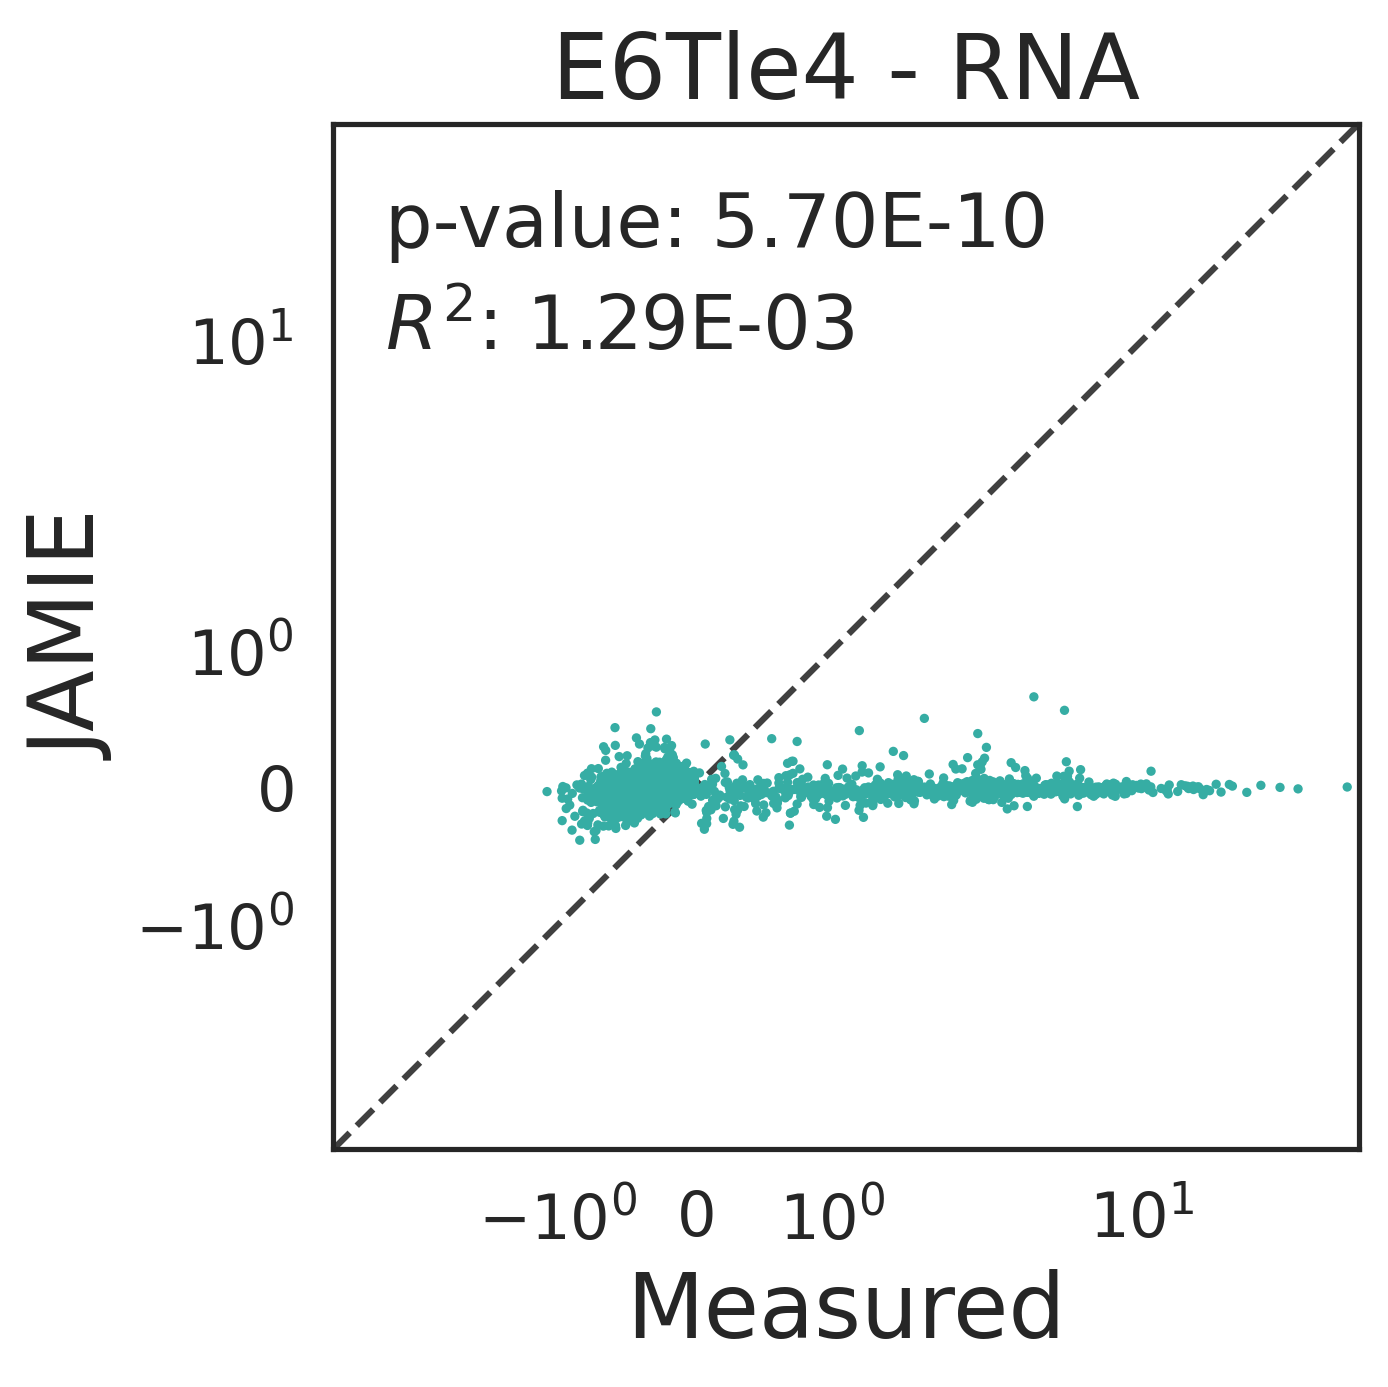 E6Tle4 - RNA
p-value: 5.70E-10
R²: 1.29E-03
10¹
10⁰
0
−10⁰
JAMIE
−10⁰ 0 10⁰ 10¹
Measured